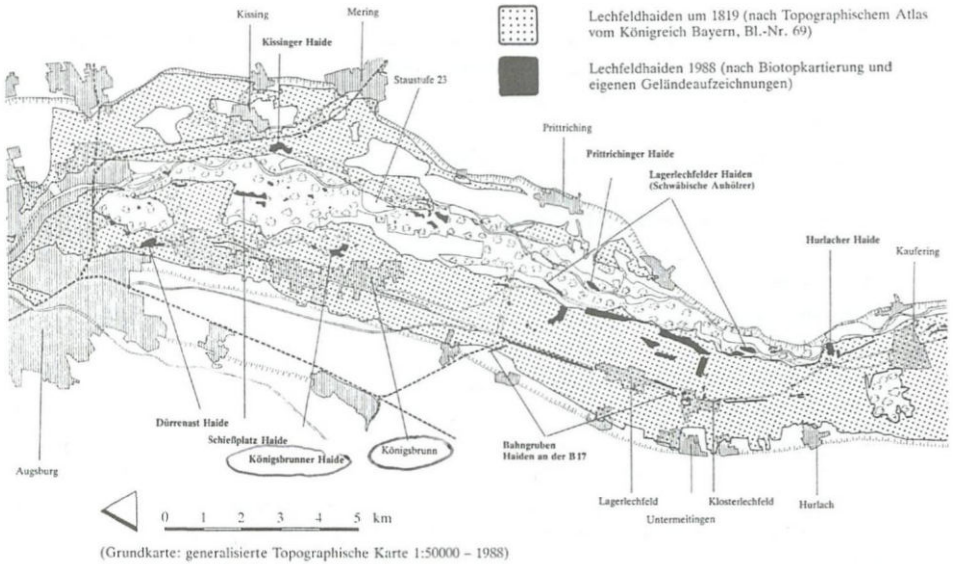 Kissing
Mering
Kissinger Haide
Staustufe 23
Lechfeldhaiden um 1819 (nach Topographischem Atlas
vom Königreich Bayern, Bl.-Nr. 69)
Lechfeldhaiden 1988 (nach Biotopkartierung und
eigenen Geländeaufzeichnungen)
Prittriching
Prittrichinger Haide
Lagerlechfelder Haiden
(Schwäbische Auhölzer)
Hurlacher Haide
Kaufering
Dürrenast Haide
Schießplatz Haide
Königsbrunner Haide
Königsbrunn
Augsburg
Bahngruben
Haiden an der B17
Lagerlechfeld
Untermeitingen
Klosterlechfeld
Hurlach
0 1 2 3 4 5 km
(Grundkarte: generalisierte Topographische Karte 1:50000 – 1988)